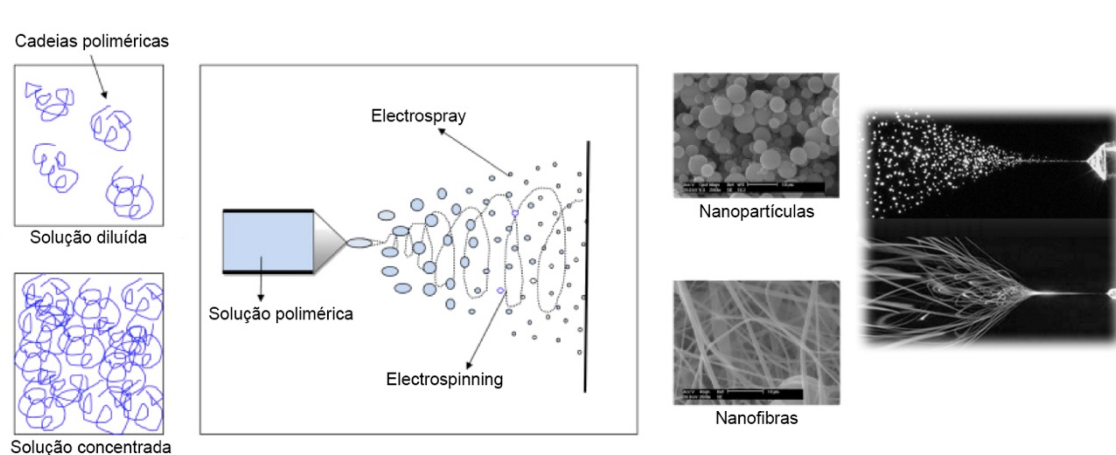 Cadeias poliméricas
Solução diluída
Solução concentrada
Electrospray
Solução polimérica
Electrospinning
Nanopartículas
Nanofibras